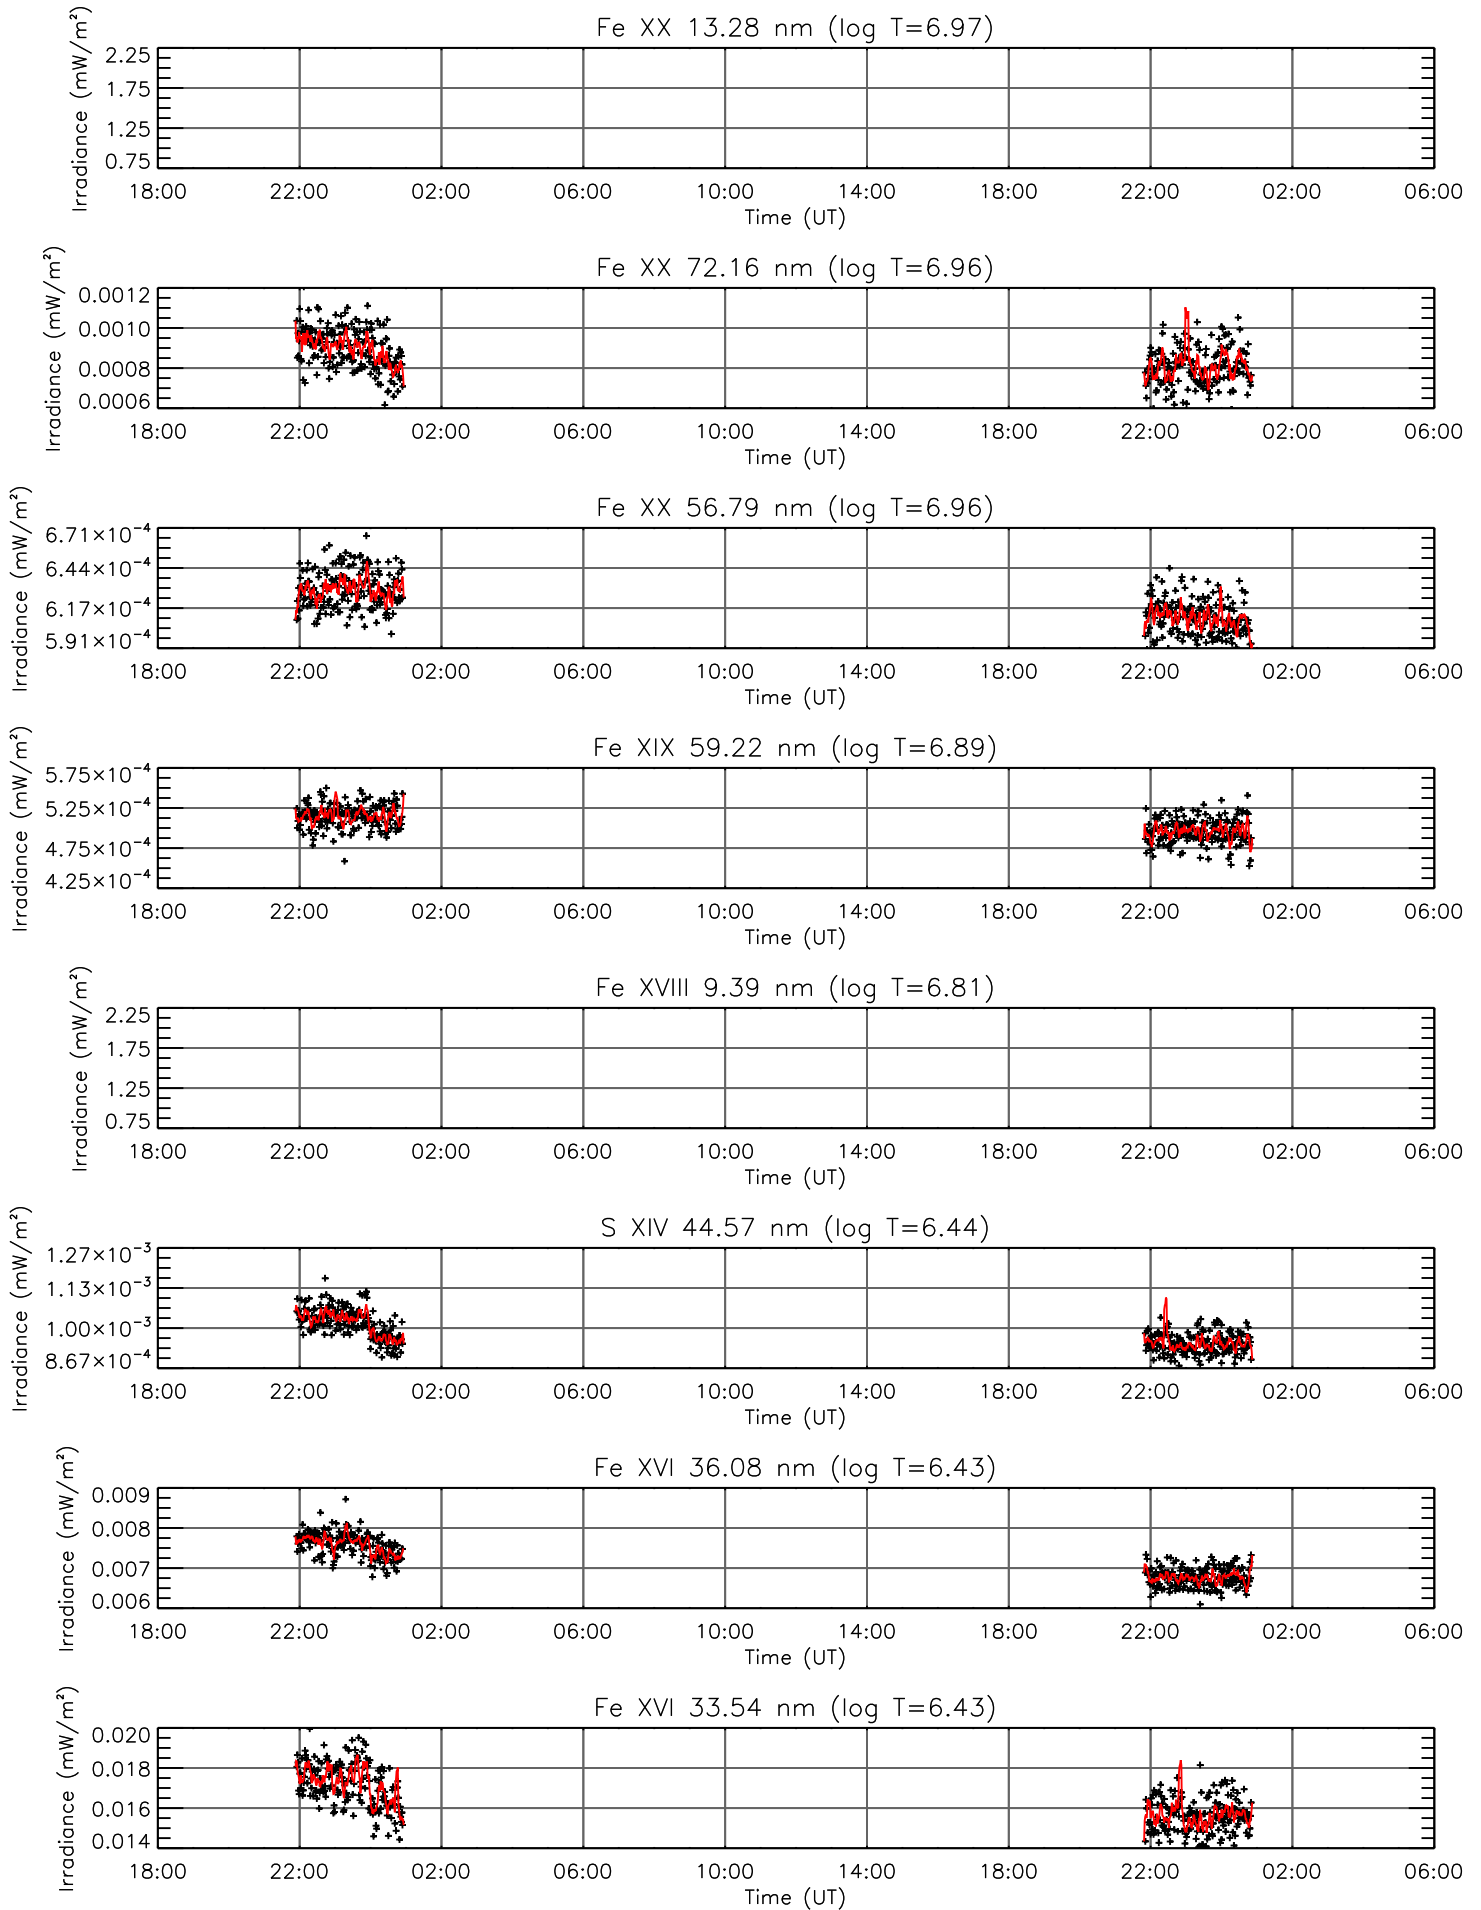 Fe XX 13.28 nm (log T=6.97)
Irradiance (mW/m²)
2.25
1.75
1.25
0.75
18:00 22:00 02:00 06:00 10:00 14:00 18:00 22:00 02:00 06:00
Time (UT)
Fe XX 72.16 nm (log T=6.96)
Irradiance (mW/m²)
0.0012
0.0010
0.0008
0.0006
18:00 22:00 02:00 06:00 10:00 14:00 18:00 22:00 02:00 06:00
Time (UT)
Fe XX 56.79 nm (log T=6.96)
Irradiance (mW/m²)
6.71×10⁻⁴
6.44×10⁻⁴
6.17×10⁻⁴
5.91×10⁻⁴
18:00 22:00 02:00 06:00 10:00 14:00 18:00 22:00 02:00 06:00
Time (UT)
Fe XIX 59.22 nm (log T=6.89)
Irradiance (mW/m²)
5.75×10⁻⁴
5.25×10⁻⁴
4.75×10⁻⁴
4.25×10⁻⁴
18:00 22:00 02:00 06:00 10:00 14:00 18:00 22:00 02:00 06:00
Time (UT)
Fe XVIII 9.39 nm (log T=6.81)
Irradiance (mW/m²)
2.25
1.75
1.25
0.75
18:00 22:00 02:00 06:00 10:00 14:00 18:00 22:00 02:00 06:00
Time (UT)
S XIV 44.57 nm (log T=6.44)
Irradiance (mW/m²)
1.27×10⁻³
1.13×10⁻³
1.00×10⁻³
8.67×10⁻⁴
18:00 22:00 02:00 06:00 10:00 14:00 18:00 22:00 02:00 06:00
Time (UT)
Fe XVI 36.08 nm (log T=6.43)
Irradiance (mW/m²)
0.009
0.008
0.007
0.006
18:00 22:00 02:00 06:00 10:00 14:00 18:00 22:00 02:00 06:00
Time (UT)
Fe XVI 33.54 nm (log T=6.43)
Irradiance (mW/m²)
0.020
0.018
0.016
0.014
18:00 22:00 02:00 06:00 10:00 14:00 18:00 22:00 02:00 06:00
Time (UT)